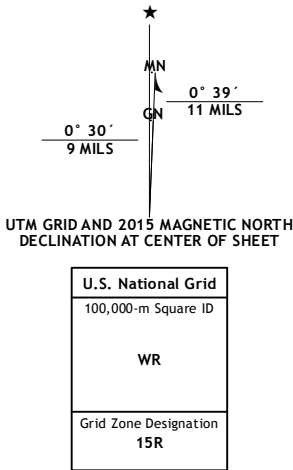 ★
MN
0° 39´
11 MILS
GN
0° 30´
9 MILS
UTM GRID AND 2015 MAGNETIC NORTH
DECLINATION AT CENTER OF SHEET
U.S. National Grid
100,000-m Square ID
WR
Grid Zone Designation
15R